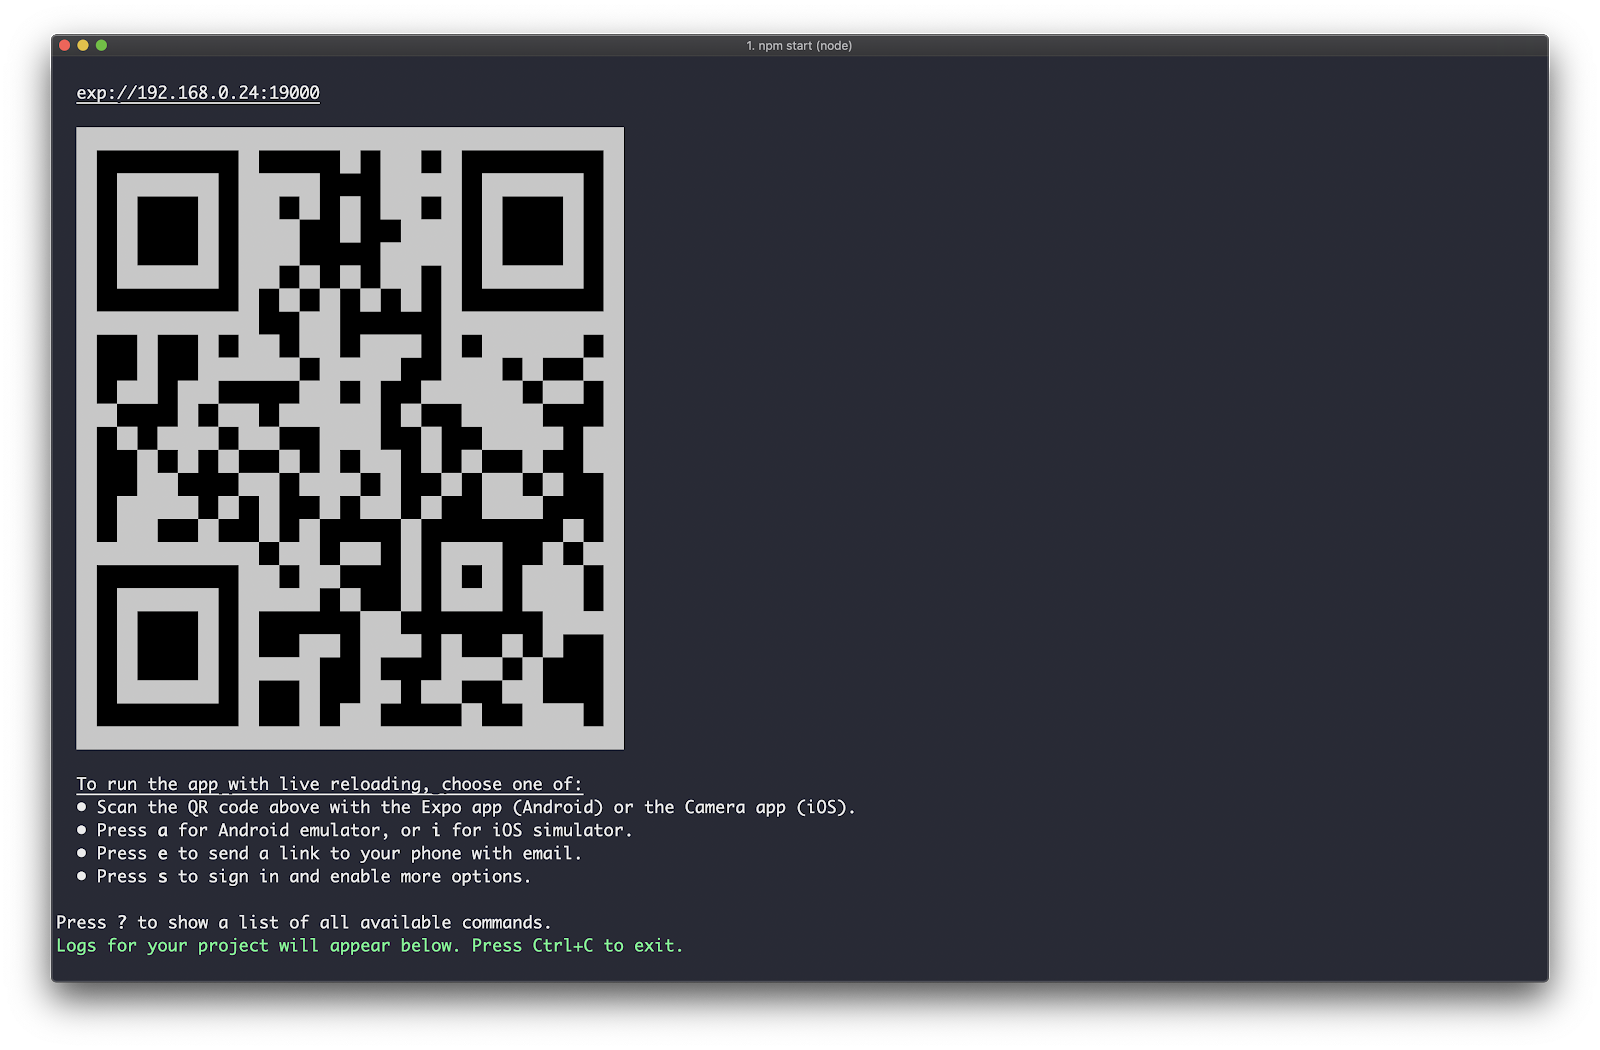 1. npm start (node)
exp://192.168.0.24:19000
To run the app with live reloading, choose one of:
● Scan the QR code above with the Expo app (Android) or the Camera app (iOS).
● Press a for Android emulator, or i for iOS simulator.
● Press e to send a link to your phone with email.
● Press s to sign in and enable more options.
Press ? to show a list of all available commands.
Logs for your project will appear below. Press Ctrl+C to exit.